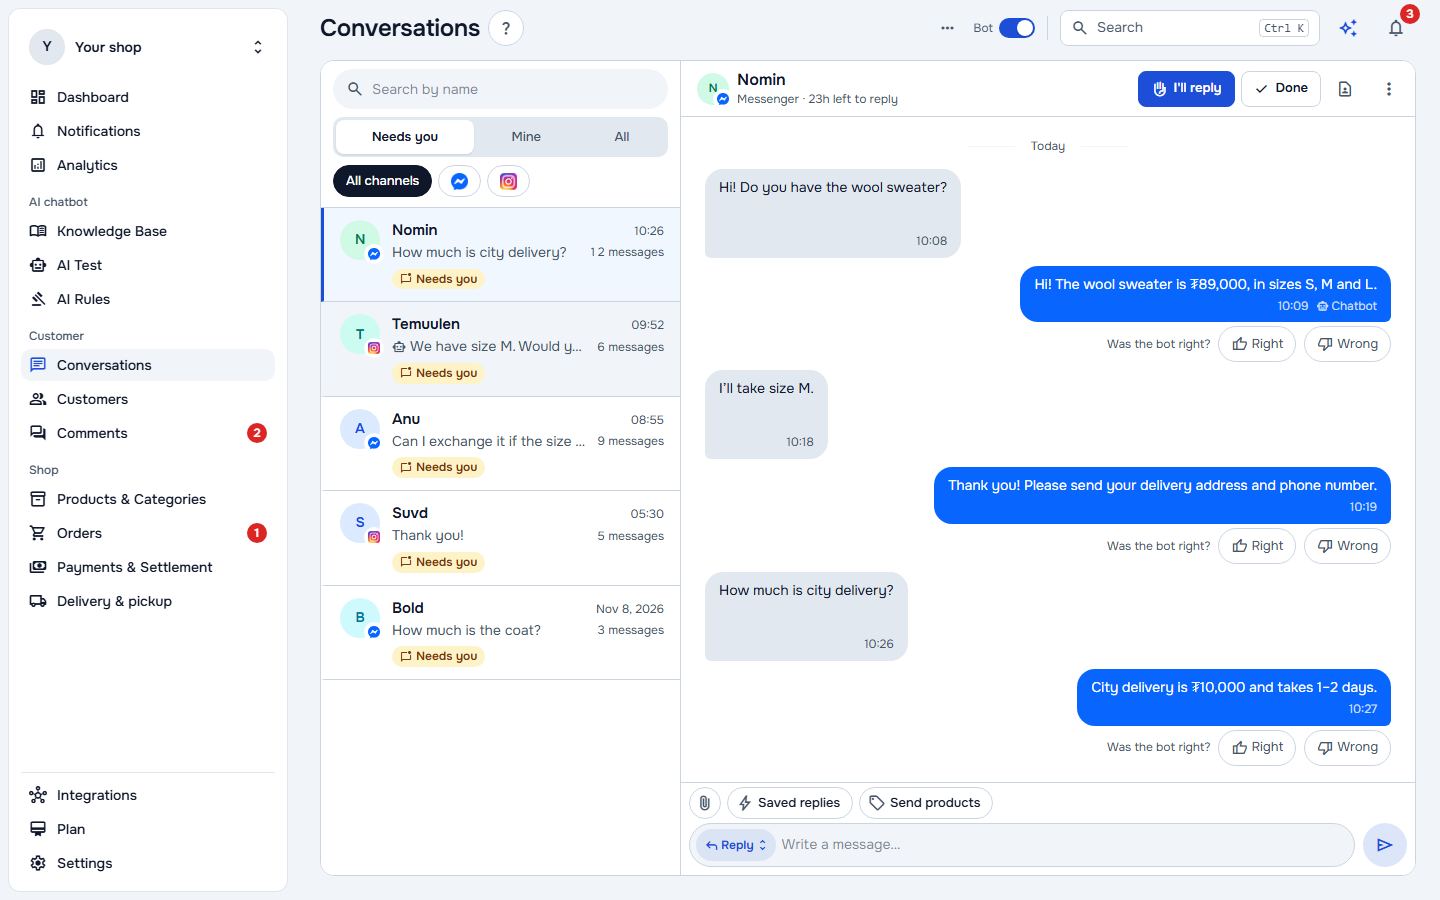 Y
Your shop
Dashboard
Notifications
Analytics
AI chatbot
Knowledge Base
AI Test
AI Rules
Customer
Conversations
Customers
Comments
2
Shop
Products & Categories
Orders
1
Payments & Settlement
Delivery & pickup
Integrations
Plan
Settings
Conversations
?
Bot
Search
Ctrl K
3
Search by name
Needs you
Mine
All
All channels
N
Nomin
10:26
How much is city delivery?
12 messages
Needs you
T
Temuulen
09:52
We have size M. Would y...
6 messages
Needs you
A
Anu
08:55
Can I exchange it if the size ...
9 messages
Needs you
S
Suvd
05:30
Thank you!
5 messages
Needs you
B
Bold
Nov 8, 2026
How much is the coat?
3 messages
Needs you
N
Nomin
Messenger · 23h left to reply
I'll reply
Done
Today
Hi! Do you have the wool sweater?
10:08
Hi! The wool sweater is ₮89,000, in sizes S, M and L.
10:09
Chatbot
Was the bot right?
Right
Wrong
I'll take size M.
10:18
Thank you! Please send your delivery address and phone number.
10:19
Was the bot right?
Right
Wrong
How much is city delivery?
10:26
City delivery is ₮10,000 and takes 1–2 days.
10:27
Was the bot right?
Right
Wrong
Saved replies
Send products
Reply
Write a message...